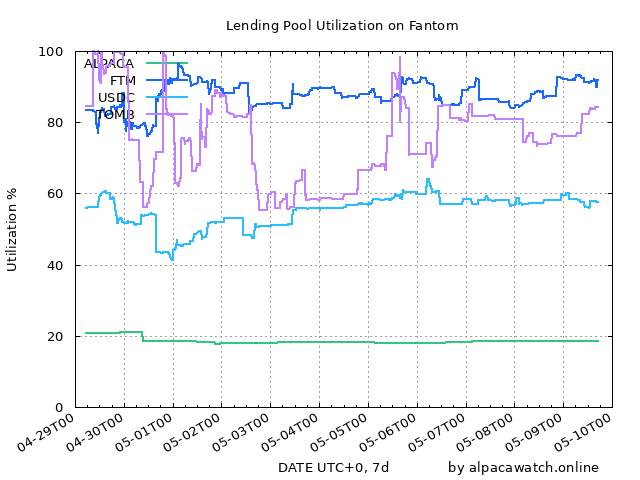 Lending Pool Utilization on Fantom
100
80
60
40
20
0
Utilization %
ALPACA
FTM
USDC
TOMB
04-29T00
04-30T00
05-01T00
05-02T00
05-03T00
05-04T00
05-05T00
05-06T00
05-07T00
05-08T00
05-09T00
05-10T00
DATE UTC+0, 7d
by alpacawatch.online